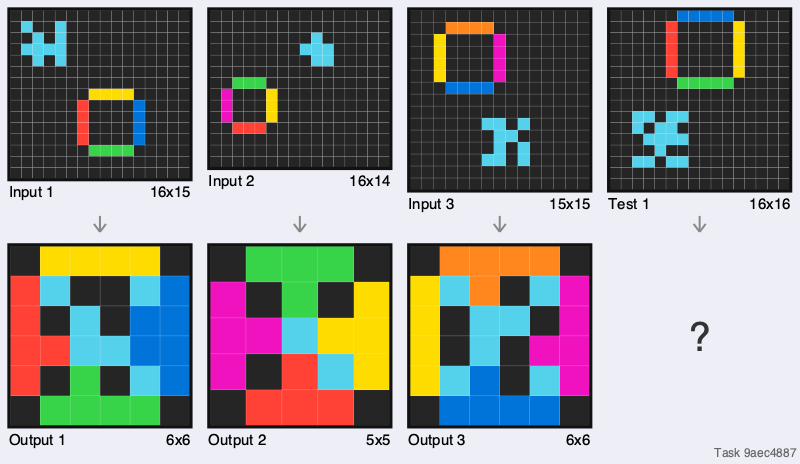 Input 1 16x15
Input 2 16x14
Input 3 15x15
Test 1 16x16
?
Output 1 6x6
Output 2 5x5
Output 3 6x6
Task 9aec4887